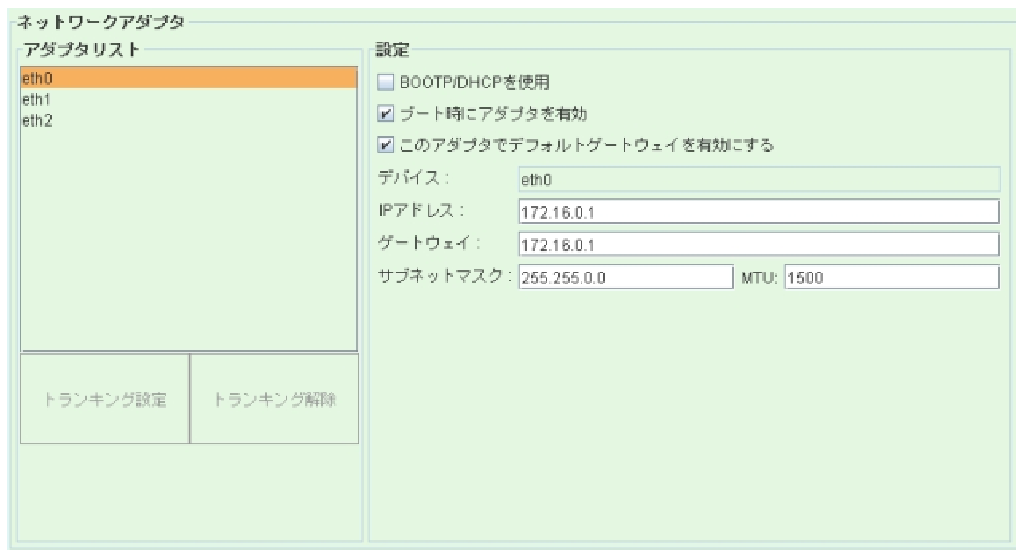 ネットワークアダプタ
アダプタリスト
eth0
eth1
eth2
トランキング設定
トランキング解除
設定
BOOTP/DHCPを使用
ブート時にアダプタを有効
このアダプタでデフォルトゲートウェイを有効にする
デバイス : eth0
IPアドレス : 172.16.0.1
ゲートウェイ : 172.16.0.1
サブネットマスク : 255.255.0.0 MTU: 1500